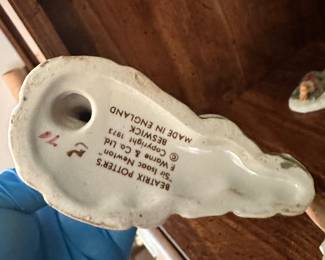 BEATRIX POTTER'S
"Sir Isaac Newton"
F. Warne & Co. Ltd.
© Copyright 1973
BESWICK
MADE IN ENGLAND